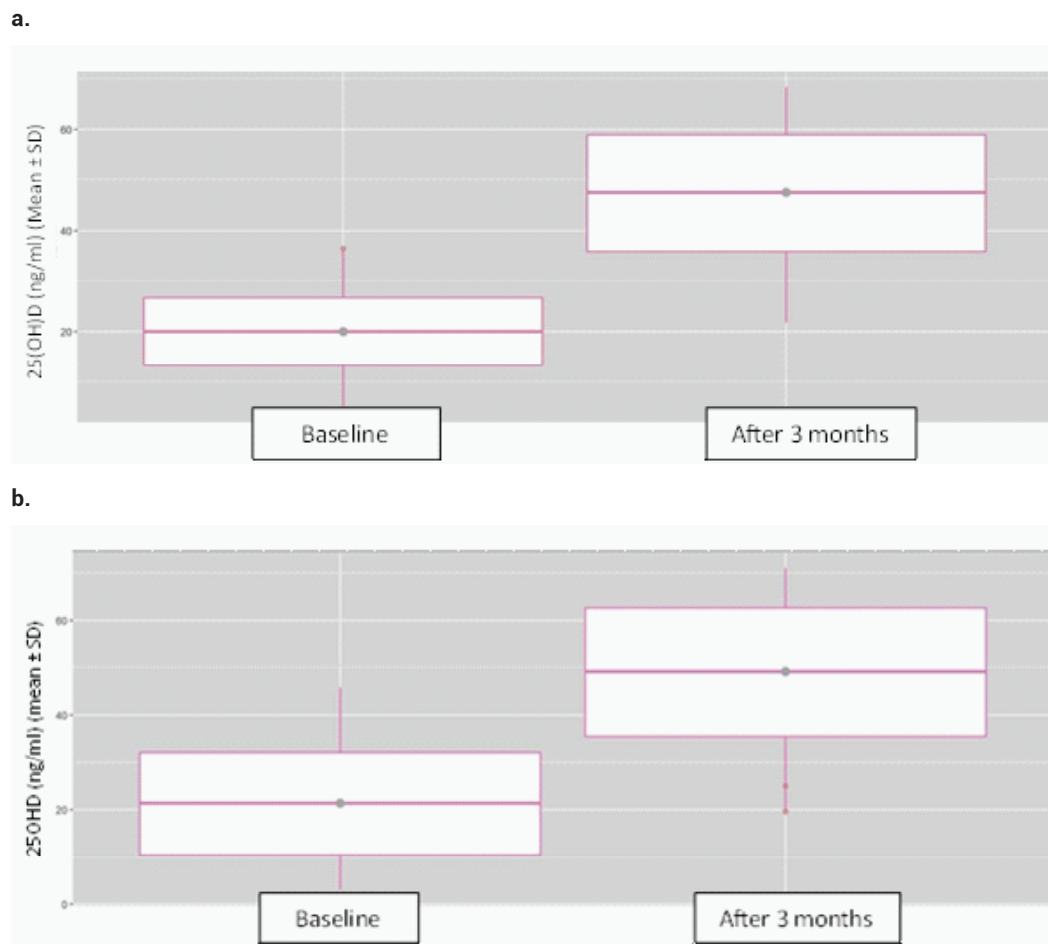 a.
25(OH)D (ng/ml) (Mean ± SD)
60
40
20
Baseline
After 3 months
b.
25OHD (ng/ml) (mean ± SD)
60
40
20
0
Baseline
After 3 months